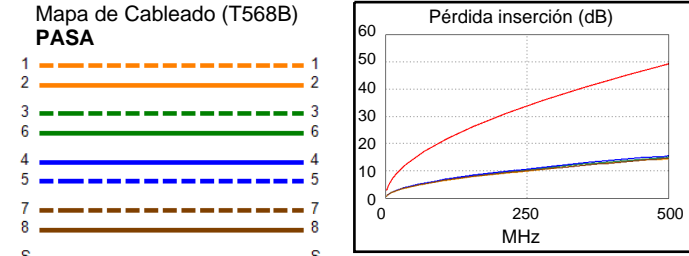 Mapa de Cableado (T568B)
PASA
1 1
2 2
3 3
6 6
4 4
5 5
7 7
8 8
S S
Pérdida inserción (dB)
60
50
40
30
20
10
0
0 250 500
MHz